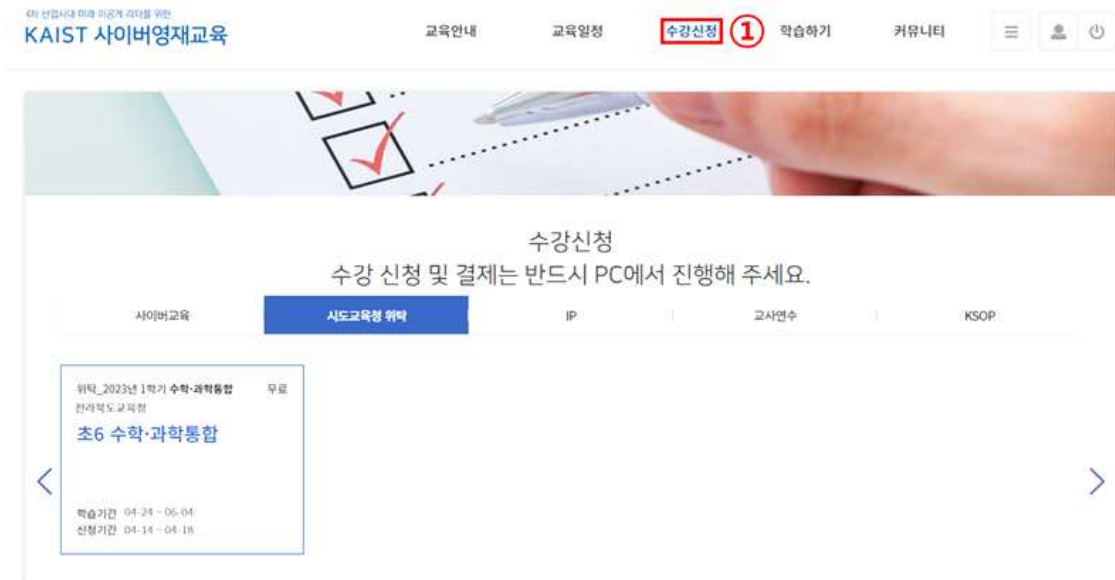 4차 산업시대 미래 이공계 리더를 위한
KAIST 사이버영재교육
교육안내 교육일정 수강신청 ① 학습하기 커뮤니티
수강신청
수강 신청 및 결제는 반드시 PC에서 진행해 주세요.
사이버교육 시도교육청 위탁 IP 교사연수 KSOP
위탁_2023년 1학기 수학·과학통합 무료
전라북도교육청
초6 수학·과학통합
학습기간 04-24 ~ 06-04
신청기간 04-14 ~ 04-18